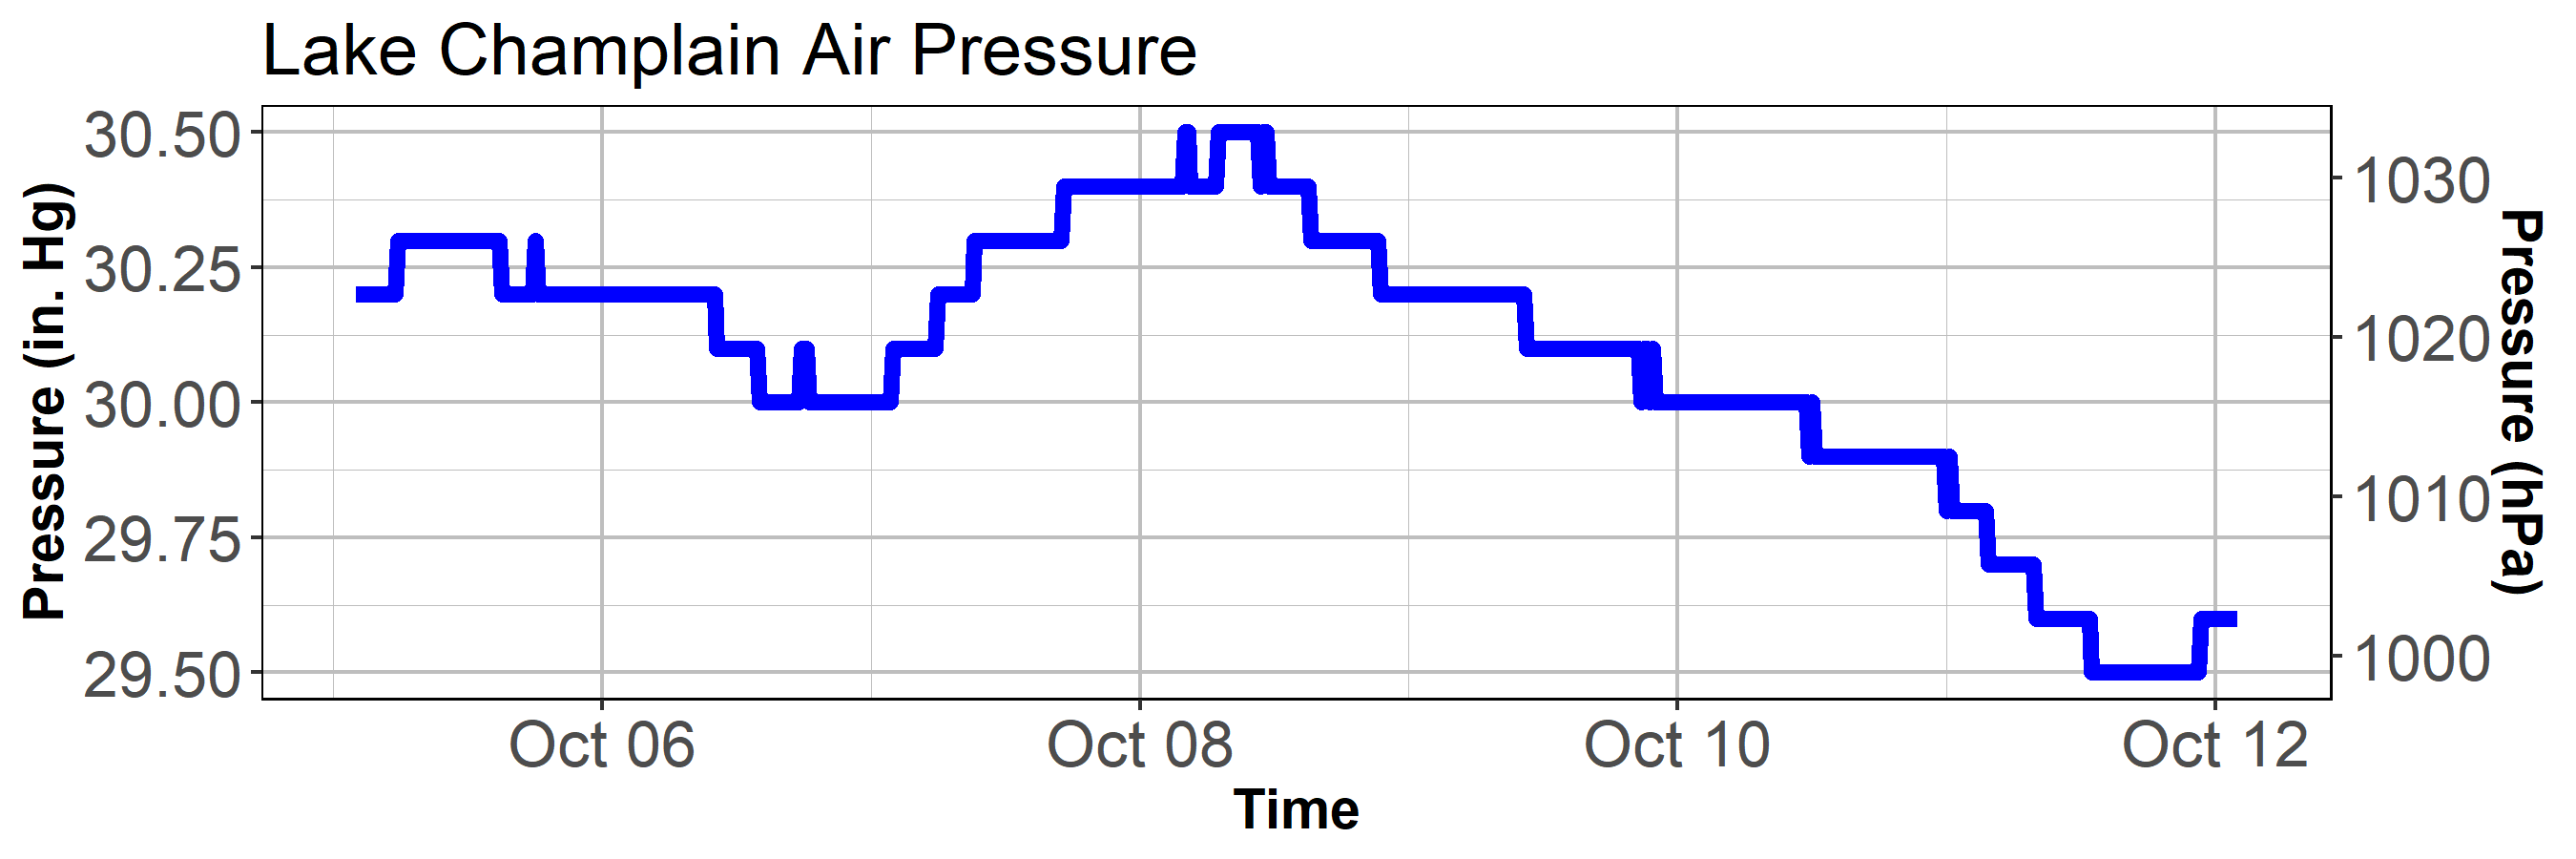 Lake Champlain Air Pressure
Pressure (in. Hg)
30.50
30.25
30.00
29.75
29.50
1030
1020
1010
1000
Pressure (hPa)
Oct 06 Oct 08 Oct 10 Oct 12
Time